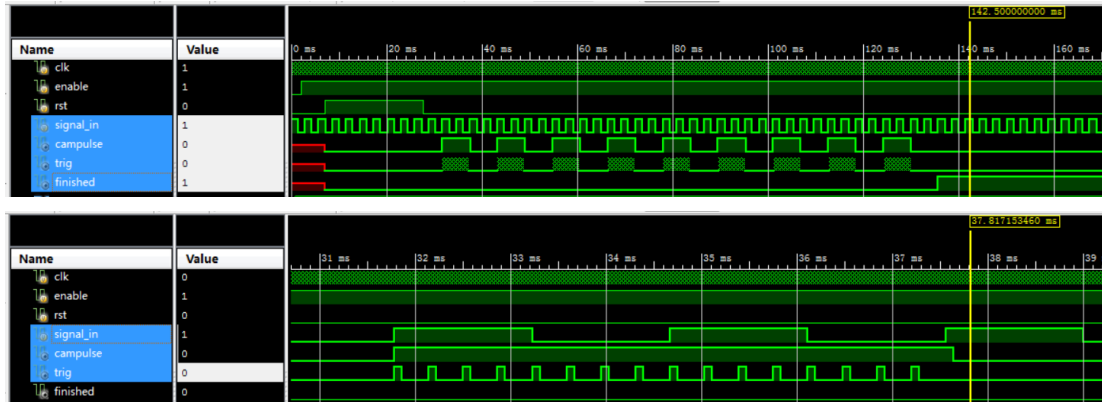 142.500000000 ms
Name Value 0 ms 20 ms 40 ms 60 ms 80 ms 100 ms 120 ms 140 ms 160 ms
clk 1
enable 1
rst 0
signal_in 1
campulse 0
trig 0
finished 1
37.817153460 ms
Name Value 31 ms 32 ms 33 ms 34 ms 35 ms 36 ms 37 ms 38 ms 39
clk 0
enable 1
rst 0
signal_in 1
campulse 0
trig 0
finished 0